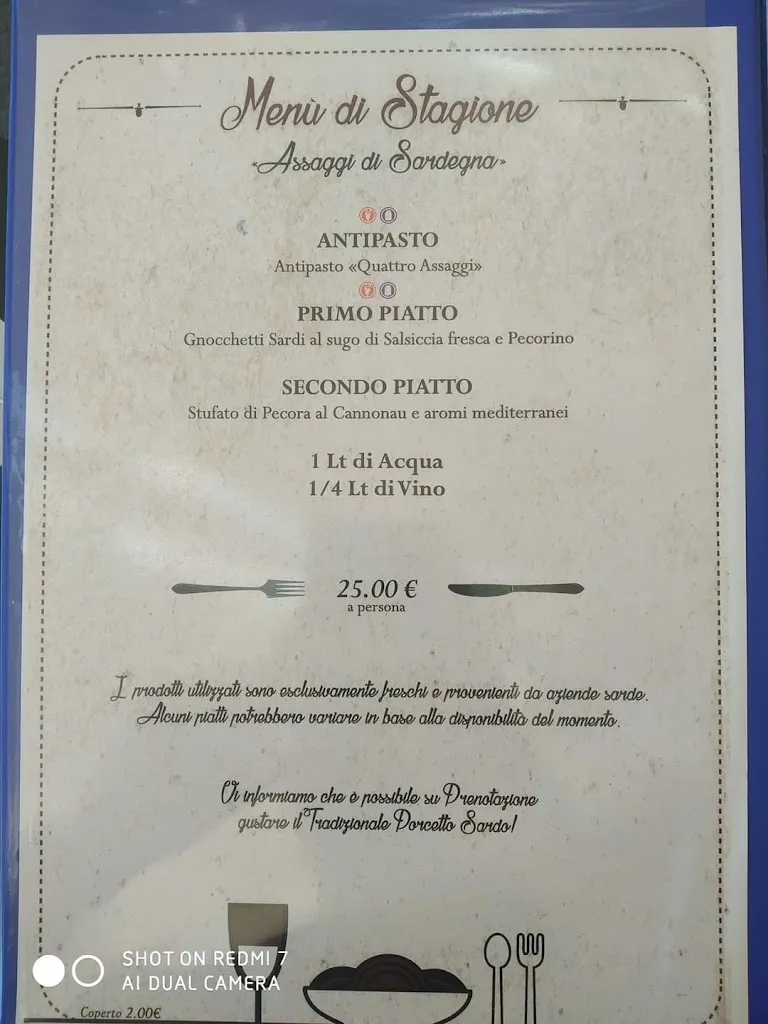 Menù di Stagione
«Assaggi di Sardegna»
ANTIPASTO
Antipasto «Quattro Assaggi»
PRIMO PIATTO
Gnocchetti Sardi al sugo di Salsiccia fresca e Pecorino
SECONDO PIATTO
Stufato di Pecora al Cannonau e aromi mediterranei
1 Lt di Acqua
1/4 Lt di Vino
25.00 €
a persona
I prodotti utilizzati sono esclusivamente freschi e provenienti da aziende sarde.
Alcuni piatti potrebbero variare in base alla disponibilità del momento.
Vi informiamo che è possibile su Prenotazione
gustare il Tradizionale Porcetto Sardo!
SHOT ON REDMI 7
AI DUAL CAMERA
Coperto 2.00€